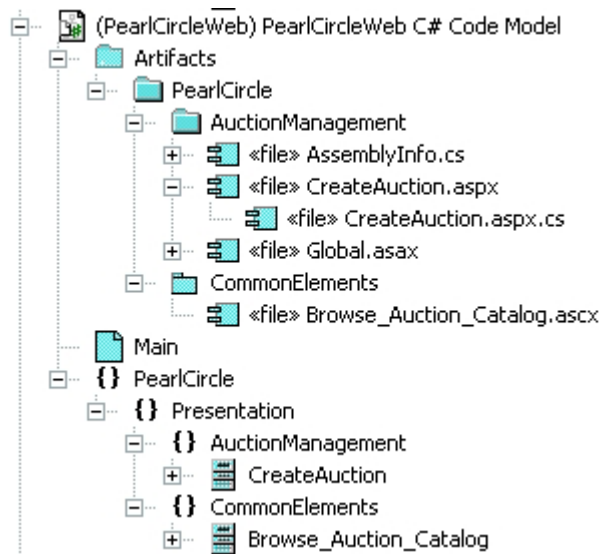 (PearlCircleWeb) PearlCircleWeb C# Code Model
Artifacts
PearlCircle
AuctionManagement
«file» AssemblyInfo.cs
«file» CreateAuction.aspx
«file» CreateAuction.aspx.cs
«file» Global.asax
CommonElements
«file» Browse_Auction_Catalog.ascx
Main
{} PearlCircle
{} Presentation
{} AuctionManagement
CreateAuction
{} CommonElements
Browse_Auction_Catalog